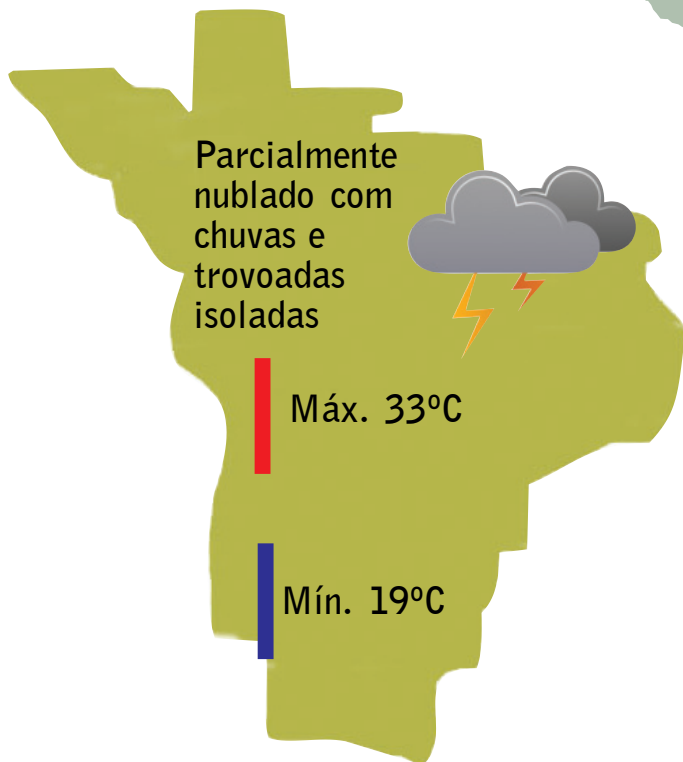 Parcialmente
nublado com
chuvas e
trovoadas
isoladas
Máx. 33ºC
Mín. 19ºC